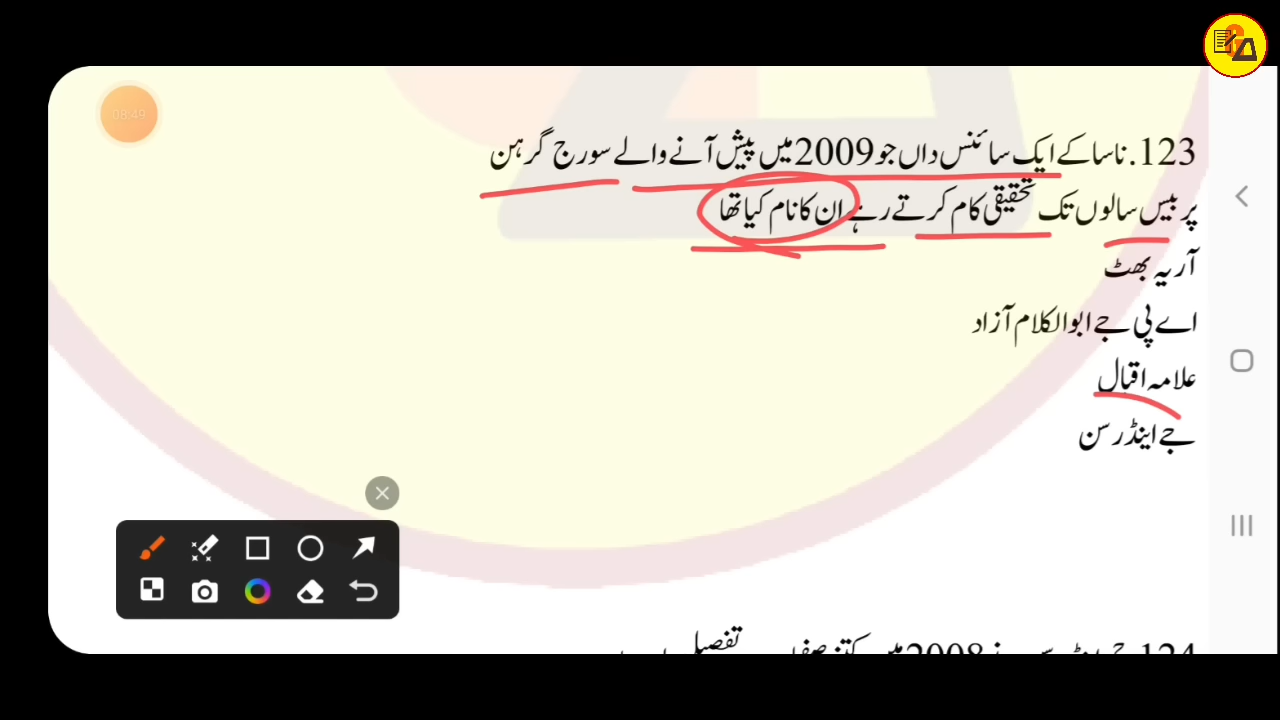 08:49
123. ناسا کے ایک سائنس داں جو 2009 میں پیش آنے والے سورج گرہن
پر بیس سالوں تک تحقیقی کام کرتے رہے ان کا نام کیا تھا
آریہ بھٹ
اے پی جے ابوالکلام آزاد
علامہ اقبال
جے اینڈرسن